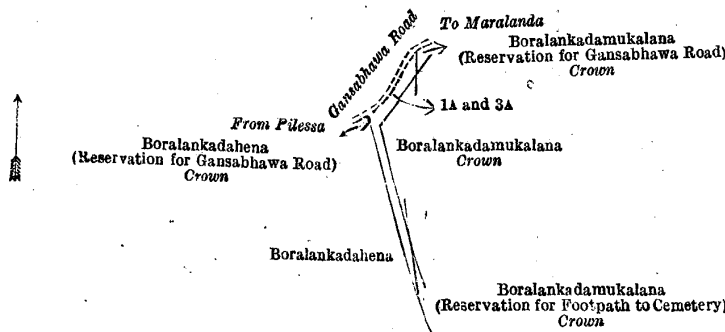 To Maralanda
Gansabhawa Road
Boralankadamukalana
(Reservation for Gansabhawa Road)
Crown
1A and 3A
From Pilessa
Boralankadahena
(Reservation for Gansabhawa Road)
Crown
Boralankadamukalana
Crown
Boralankadahena
Boralankadamukalana
(Reservation for Footpath to Cemetery)
Crown